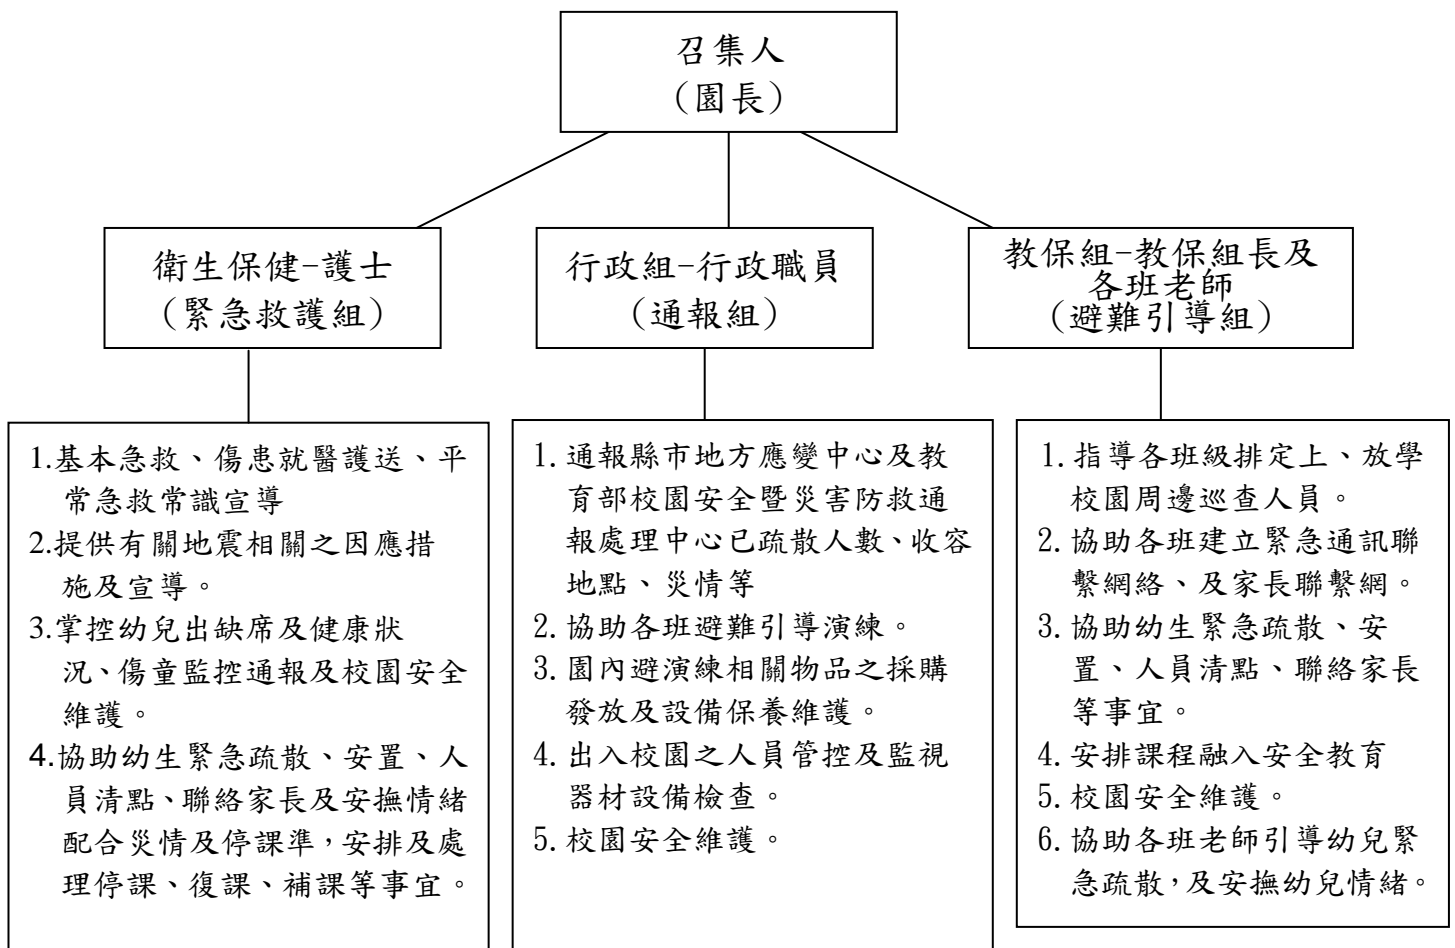 召集人
(園長)
衛生保健-護士
(緊急救護組)
行政組-行政職員
(通報組)
教保組-教保組長及
各班老師
(避難引導組)
1.基本急救、傷患就醫護送、平
常急救常識宣導
2.提供有關地震相關之因應措
施及宣導。
3.掌控幼兒出缺席及健康狀
況、傷童監控通報及校園安全
維護。
4.協助幼生緊急疏散、安置、人
員清點、聯絡家長及安撫情緒
配合災情及停課準，安排及處
理停課、復課、補課等事宜。
1. 通報縣市地方應變中心及教
育部校園安全暨災害防救通
報處理中心已疏散人數、收容
地點、災情等
2. 協助各班避難引導演練。
3. 園內避演練相關物品之採購
發放及設備保養維護。
4. 出入校園之人員管控及監視
器材設備檢查。
5. 校園安全維護。
1. 指導各班級排定上、放學
校園周邊巡查人員。
2. 協助各班建立緊急通訊聯
繫網絡、及家長聯繫網。
3. 協助幼生緊急疏散、安
置、人員清點、聯絡家長
等事宜。
4. 安排課程融入安全教育
5. 校園安全維護。
6. 協助各班老師引導幼兒緊
急疏散，及安撫幼兒情緒。